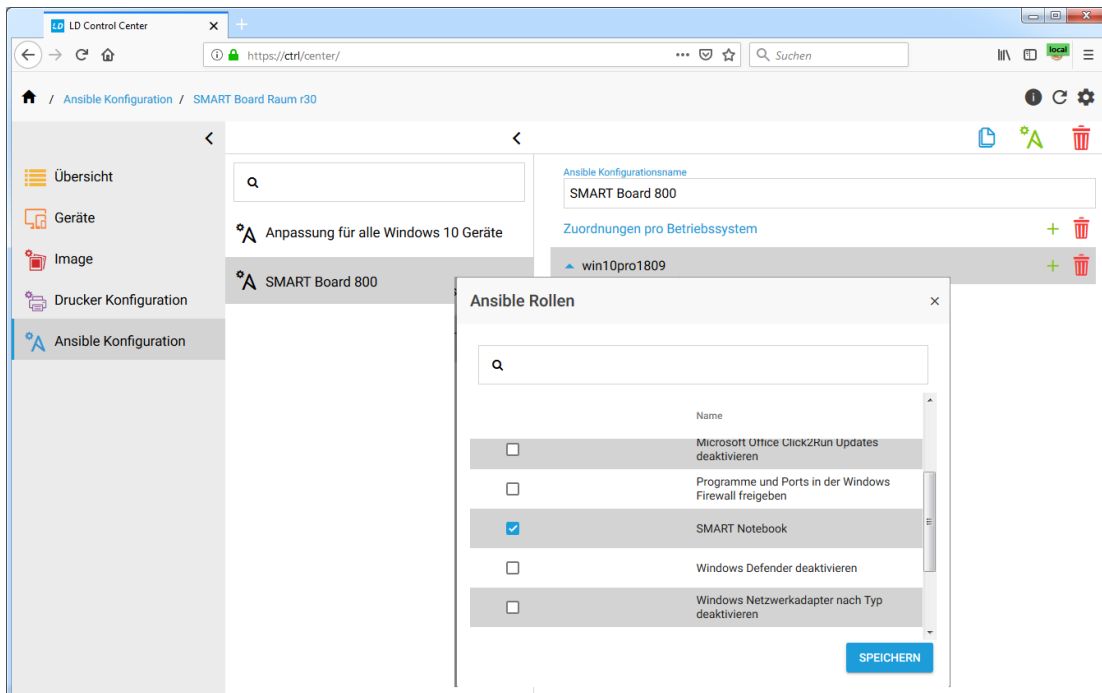 LD LD Control Center
https://ctrl/center/
Suchen
local
/ Ansible Konfiguration / SMART Board Raum r30
Übersicht
Geräte
Image
Drucker Konfiguration
Ansible Konfiguration
Anpassung für alle Windows 10 Geräte
SMART Board 800
Ansible Konfigurationsname
SMART Board 800
Zuordnungen pro Betriebssystem
win10pro1809
Ansible Rollen
Name
Microsoft Office Click2Run Updates
deaktivieren
Programme und Ports in der Windows
Firewall freigeben
SMART Notebook
Windows Defender deaktivieren
Windows Netzwerkadapter nach Typ
deaktivieren
SPEICHERN